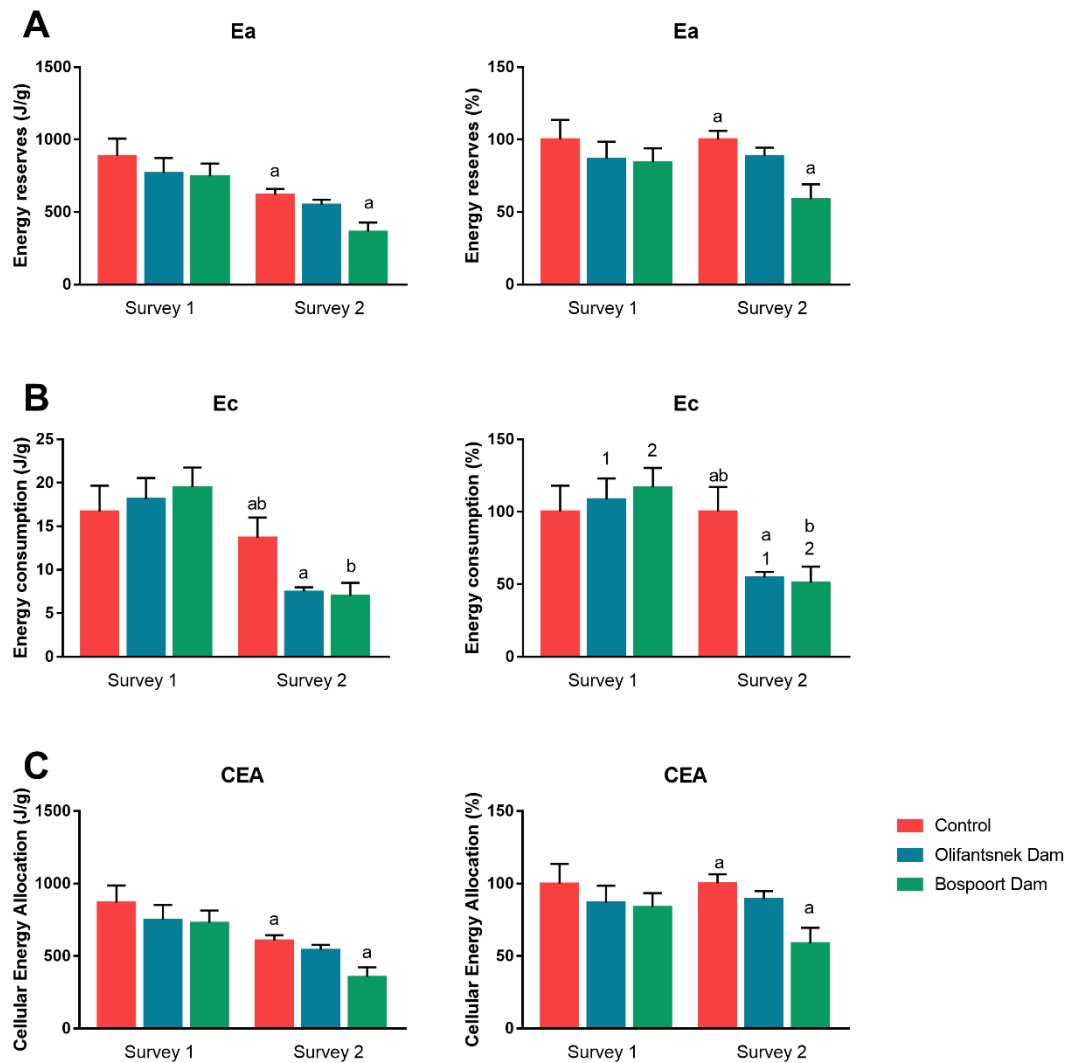 A
Ea
Energy reserves (J/g)
1500
1000
500
0
a
a
Survey 1
Survey 2
Ea
Energy reserves (%)
150
100
50
0
a
a
Survey 1
Survey 2
B
Ec
Energy consumption (J/g)
25
20
15
10
5
0
ab
a
b
Survey 1
Survey 2
Ec
Energy consumption (%)
150
100
50
0
1
2
ab
a
1
b
2
Survey 1
Survey 2
C
CEA
Cellular Energy Allocation (J/g)
1500
1000
500
0
a
a
Survey 1
Survey 2
CEA
Cellular Energy Allocation (%)
150
100
50
0
a
a
Survey 1
Survey 2
Control
Olifantsnek Dam
Bospoort Dam